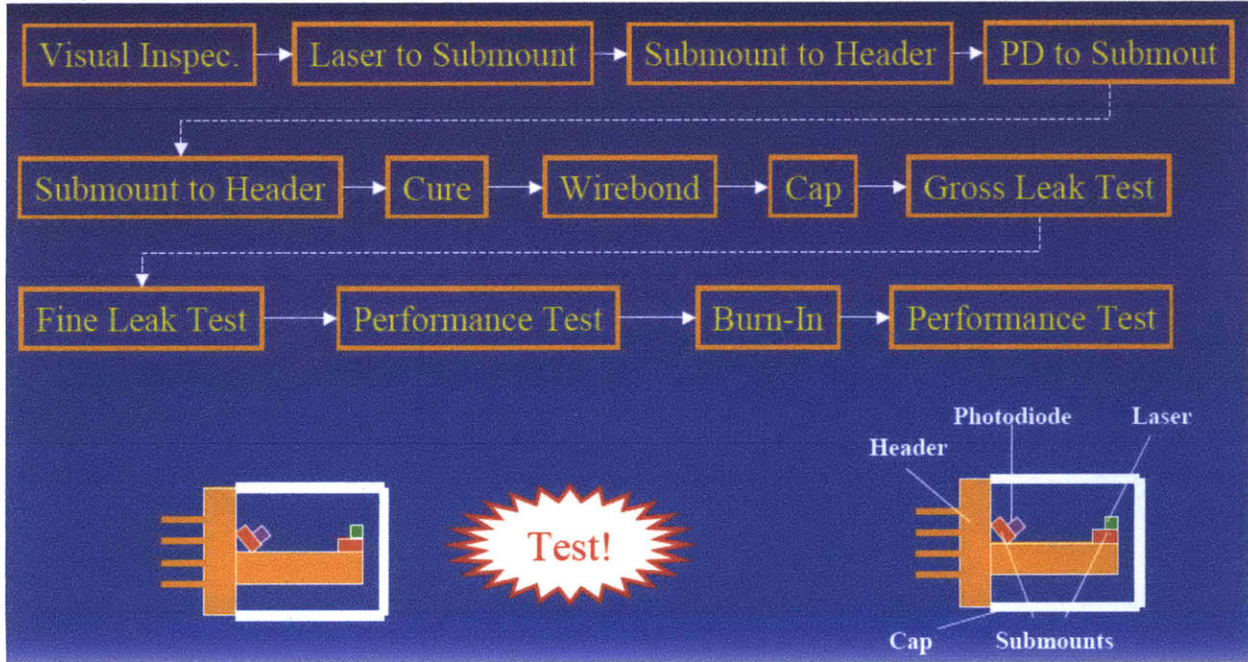 Visual Inspec.
Laser to Submount
Submount to Header
PD to Submout
Submount to Header
Cure
Wirebond
Cap
Gross Leak Test
Fine Leak Test
Performance Test
Burn-In
Performance Test
Photodiode
Laser
Header
Test!
Cap
Submounts